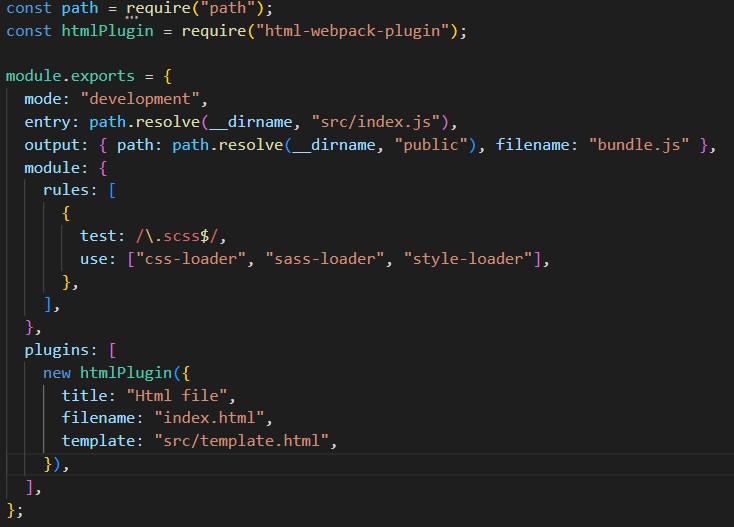 const path = require("path");
const htmlPlugin = require("html-webpack-plugin");

module.exports = {
  mode: "development",
  entry: path.resolve(__dirname, "src/index.js"),
  output: { path: path.resolve(__dirname, "public"), filename: "bundle.js" },
  module: {
    rules: [
      {
        test: /\.scss$/,
        use: ["css-loader", "sass-loader", "style-loader"],
      },
    ],
  },
  plugins: [
    new htmlPlugin({
      title: "Html file",
      filename: "index.html",
      template: "src/template.html",
    }),
  ],
};